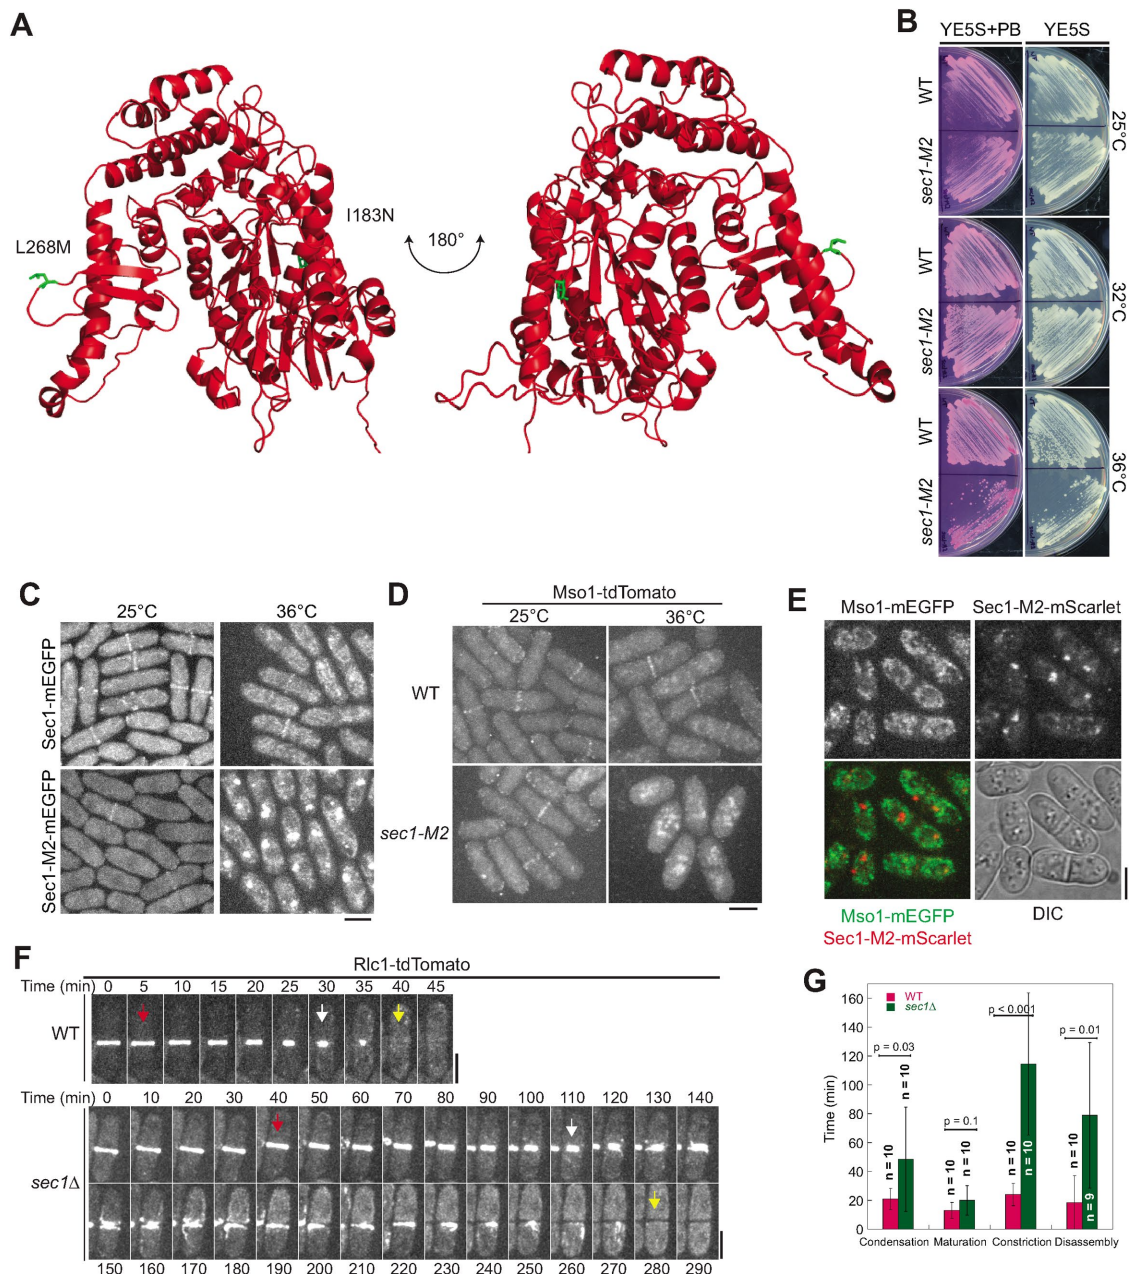 A
L268M
I183N
180°
B
YE5S+PB
YE5S
WT
sec1-M2
25°C
WT
sec1-M2
32°C
WT
sec1-M2
36°C
C
25°C
36°C
Sec1-mEGFP
Sec1-M2-mEGFP
D
Mso1-tdTomato
25°C
36°C
WT
sec1-M2
E
Mso1-mEGFP
Sec1-M2-mScarlet
Mso1-mEGFP
Sec1-M2-mScarlet
DIC
F
Rlc1-tdTomato
Time (min) 0 5 10 15 20 25 30 35 40 45
WT
Time (min) 0 10 20 30 40 50 60 70 80 90 100 110 120 130 140
sec1Δ
150 160 170 180 190 200 210 220 230 240 250 260 270 280 290
G
WT
sec1Δ
Time (min)
160
140
120
100
80
60
40
20
0
p = 0.03
p = 0.1
p < 0.001
p = 0.01
n = 10
n = 10
n = 10
n = 10
n = 10
n = 10
n = 10
n = 9
Condensation Maturation Constriction Disassembly